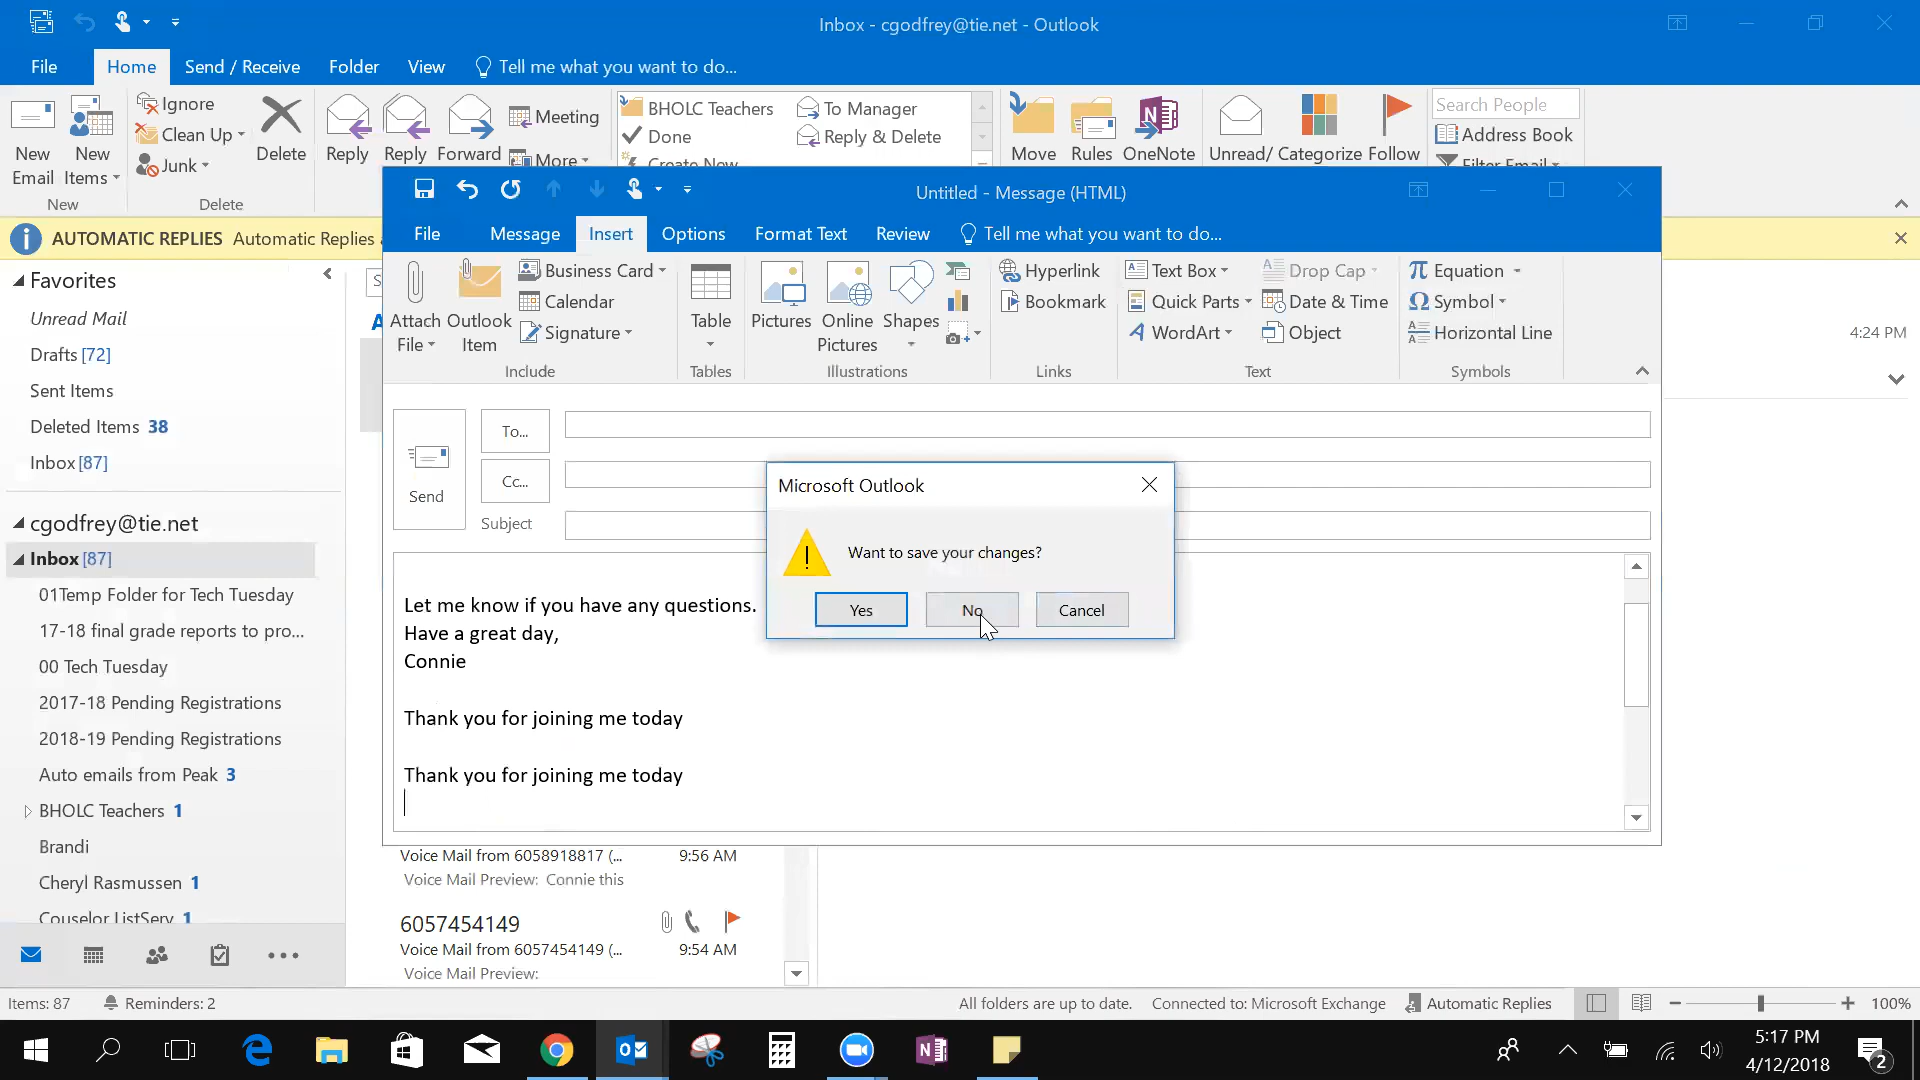 Inbox - cgodfrey@tie.net - Outlook
File Home Send / Receive Folder View Tell me what you want to do...
New Email
New Items
New
Ignore
Clean Up
Junk
Delete
Delete
Reply
Reply
Forward
Meeting
More
BHOLC Teachers
Done
Create New
To Manager
Reply & Delete
Move
Rules
OneNote
Unread/
Categorize
Follow
Search People
Address Book
Filter Email
AUTOMATIC REPLIES Automatic Replies
Favorites
Unread Mail
Drafts [72]
Sent Items
Deleted Items 38
Inbox [87]
cgodfrey@tie.net
Inbox [87]
01Temp Folder for Tech Tuesday
17-18 final grade reports to pro...
00 Tech Tuesday
2017-18 Pending Registrations
2018-19 Pending Registrations
Auto emails from Peak 3
BHOLC Teachers 1
Brandi
Cheryl Rasmussen 1
Couselor ListServ 1
4:24 PM
Untitled - Message (HTML)
File Message Insert Options Format Text Review Tell me what you want to do...
Attach File
Outlook Item
Business Card
Calendar
Signature
Include
Table
Tables
Pictures
Online Pictures
Shapes
Illustrations
Hyperlink
Bookmark
Links
Text Box
Quick Parts
WordArt
Drop Cap
Date & Time
Object
Text
Equation
Symbol
Horizontal Line
Symbols
Send
To...
Cc...
Subject
Microsoft Outlook
Want to save your changes?
Yes No Cancel
Let me know if you have any questions.
Have a great day,
Connie
Thank you for joining me today
Thank you for joining me today
Voice Mail from 6058918817 (... 9:56 AM
Voice Mail Preview: Connie this
6057454149
Voice Mail from 6057454149 (... 9:54 AM
Voice Mail Preview:
Items: 87 Reminders: 2 All folders are up to date. Connected to: Microsoft Exchange Automatic Replies 100%
5:17 PM
4/12/2018
2